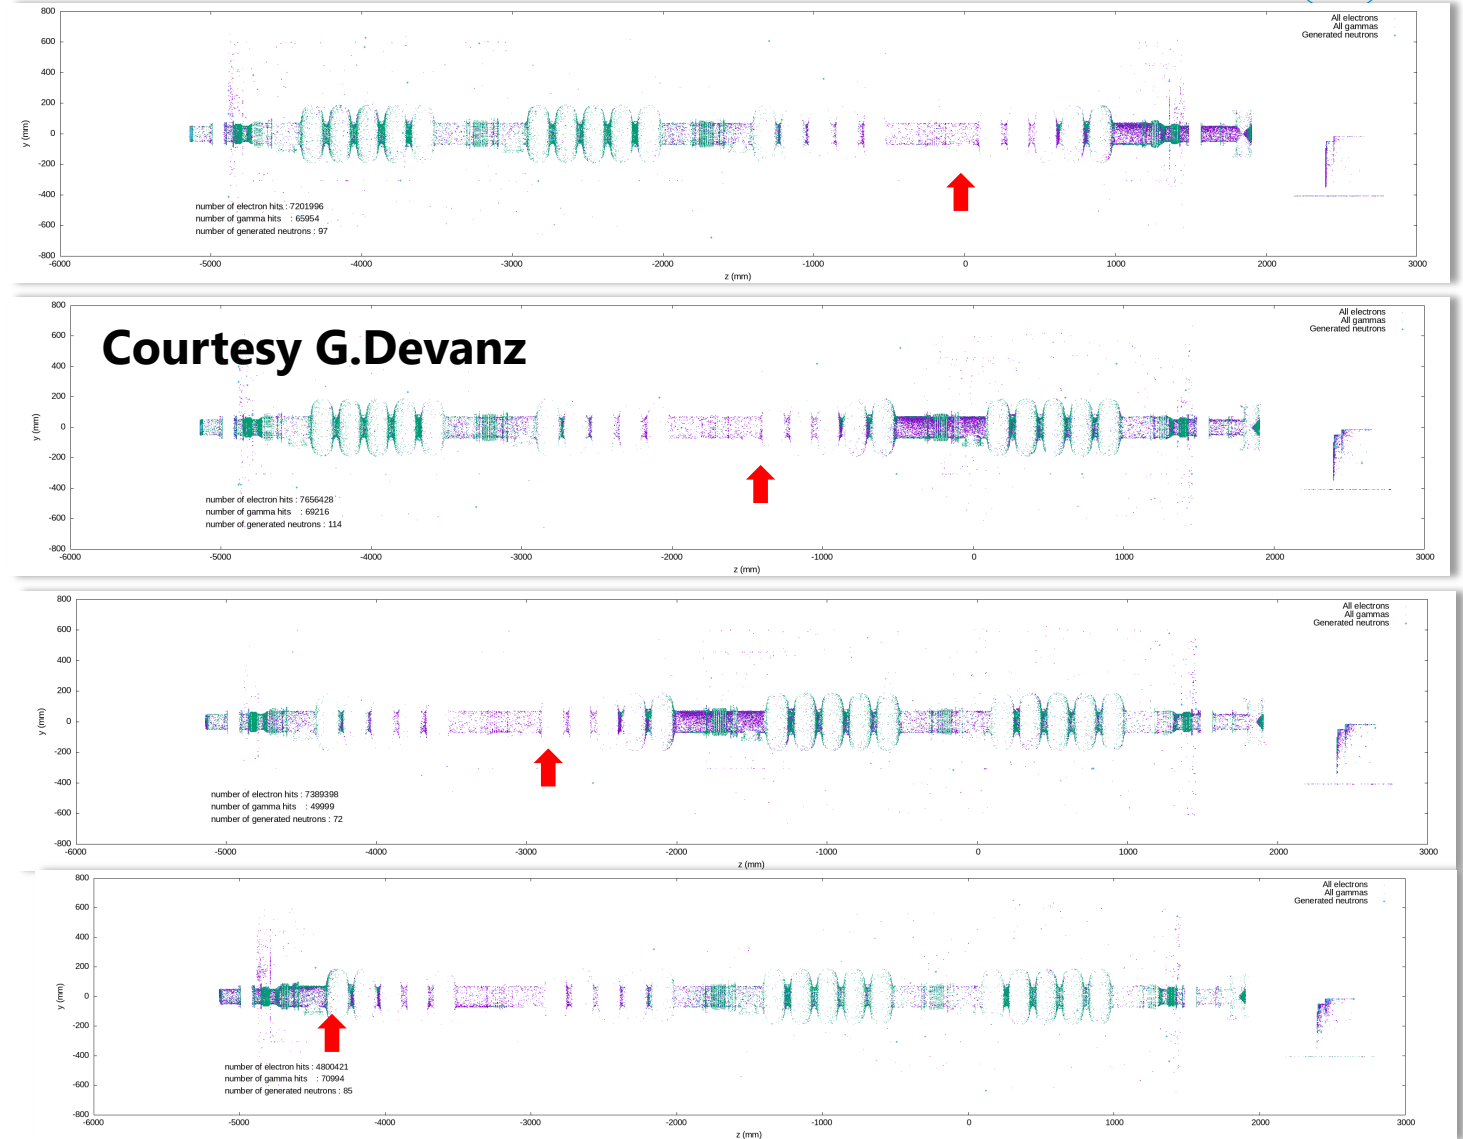 800
All electrons
All gammas
Generated neutrons
600
400
200
0
-200
-400
-600
-800
y (mm)
number of electron hits : 7201996
number of gamma hits : 65954
number of generated neutrons : 97
-6000 -5000 -4000 -3000 -2000 -1000 0 1000 2000 3000
z (mm)
800
All electrons
All gammas
Generated neutrons
600
Courtesy G.Devanz
400
200
0
-200
-400
-600
-800
y (mm)
number of electron hits : 7656428
number of gamma hits : 69216
number of generated neutrons : 114
-6000 -5000 -4000 -3000 -2000 -1000 0 1000 2000 3000
z (mm)
800
All electrons
All gammas
Generated neutrons
600
400
200
0
-200
-400
-600
-800
y (mm)
number of electron hits : 7389398
number of gamma hits : 49999
number of generated neutrons : 72
-6000 -5000 -4000 -3000 -2000 -1000 0 1000 2000 3000
z (mm)
800
All electrons
All gammas
Generated neutrons
600
400
200
0
-200
-400
-600
-800
y (mm)
number of electron hits : 4800421
number of gamma hits : 70994
number of generated neutrons : 85
-6000 -5000 -4000 -3000 -2000 -1000 0 1000 2000 3000
z (mm)